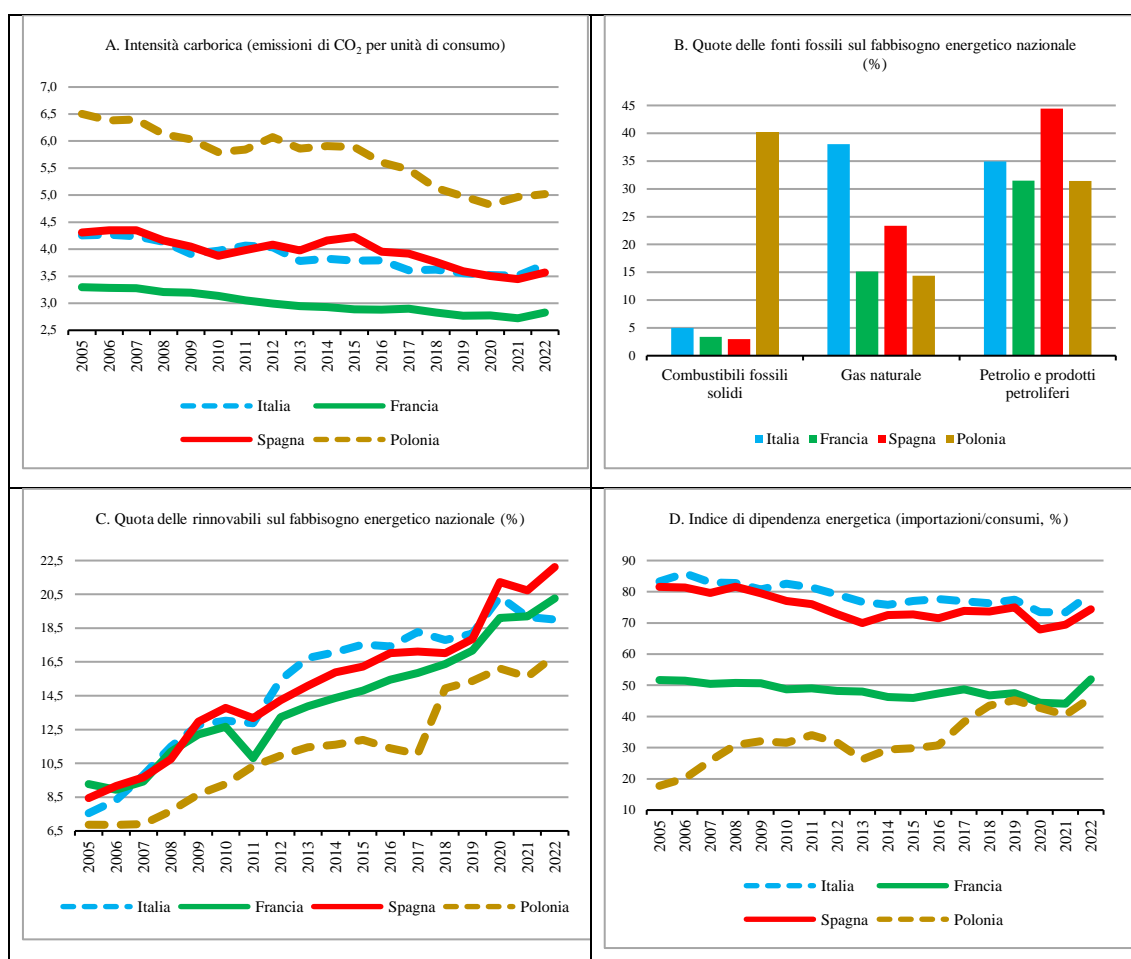 A. Intensità carborica (emissioni di CO₂ per unità di consumo)
7,0
6,5
6,0
5,5
5,0
4,5
4,0
3,5
3,0
2,5
2005 2006 2007 2008 2009 2010 2011 2012 2013 2014 2015 2016 2017 2018 2019 2020 2021 2022
Italia Francia
Spagna Polonia
B. Quote delle fonti fossili sul fabbisogno energetico nazionale
(%)
45
40
35
30
25
20
15
10
5
0
Combustibili fossili Gas naturale Petrolio e prodotti
solidi petroliferi
Italia Francia Spagna Polonia
C. Quota delle rinnovabili sul fabbisogno energetico nazionale (%)
22,5
20,5
18,5
16,5
14,5
12,5
10,5
8,5
6,5
2005 2006 2007 2008 2009 2010 2011 2012 2013 2014 2015 2016 2017 2018 2019 2020 2021 2022
Italia Francia Spagna Polonia
D. Indice di dipendenza energetica (importazioni/consumi, %)
90
80
70
60
50
40
30
20
10
2005 2006 2007 2008 2009 2010 2011 2012 2013 2014 2015 2016 2017 2018 2019 2020 2021 2022
Italia Francia
Spagna Polonia